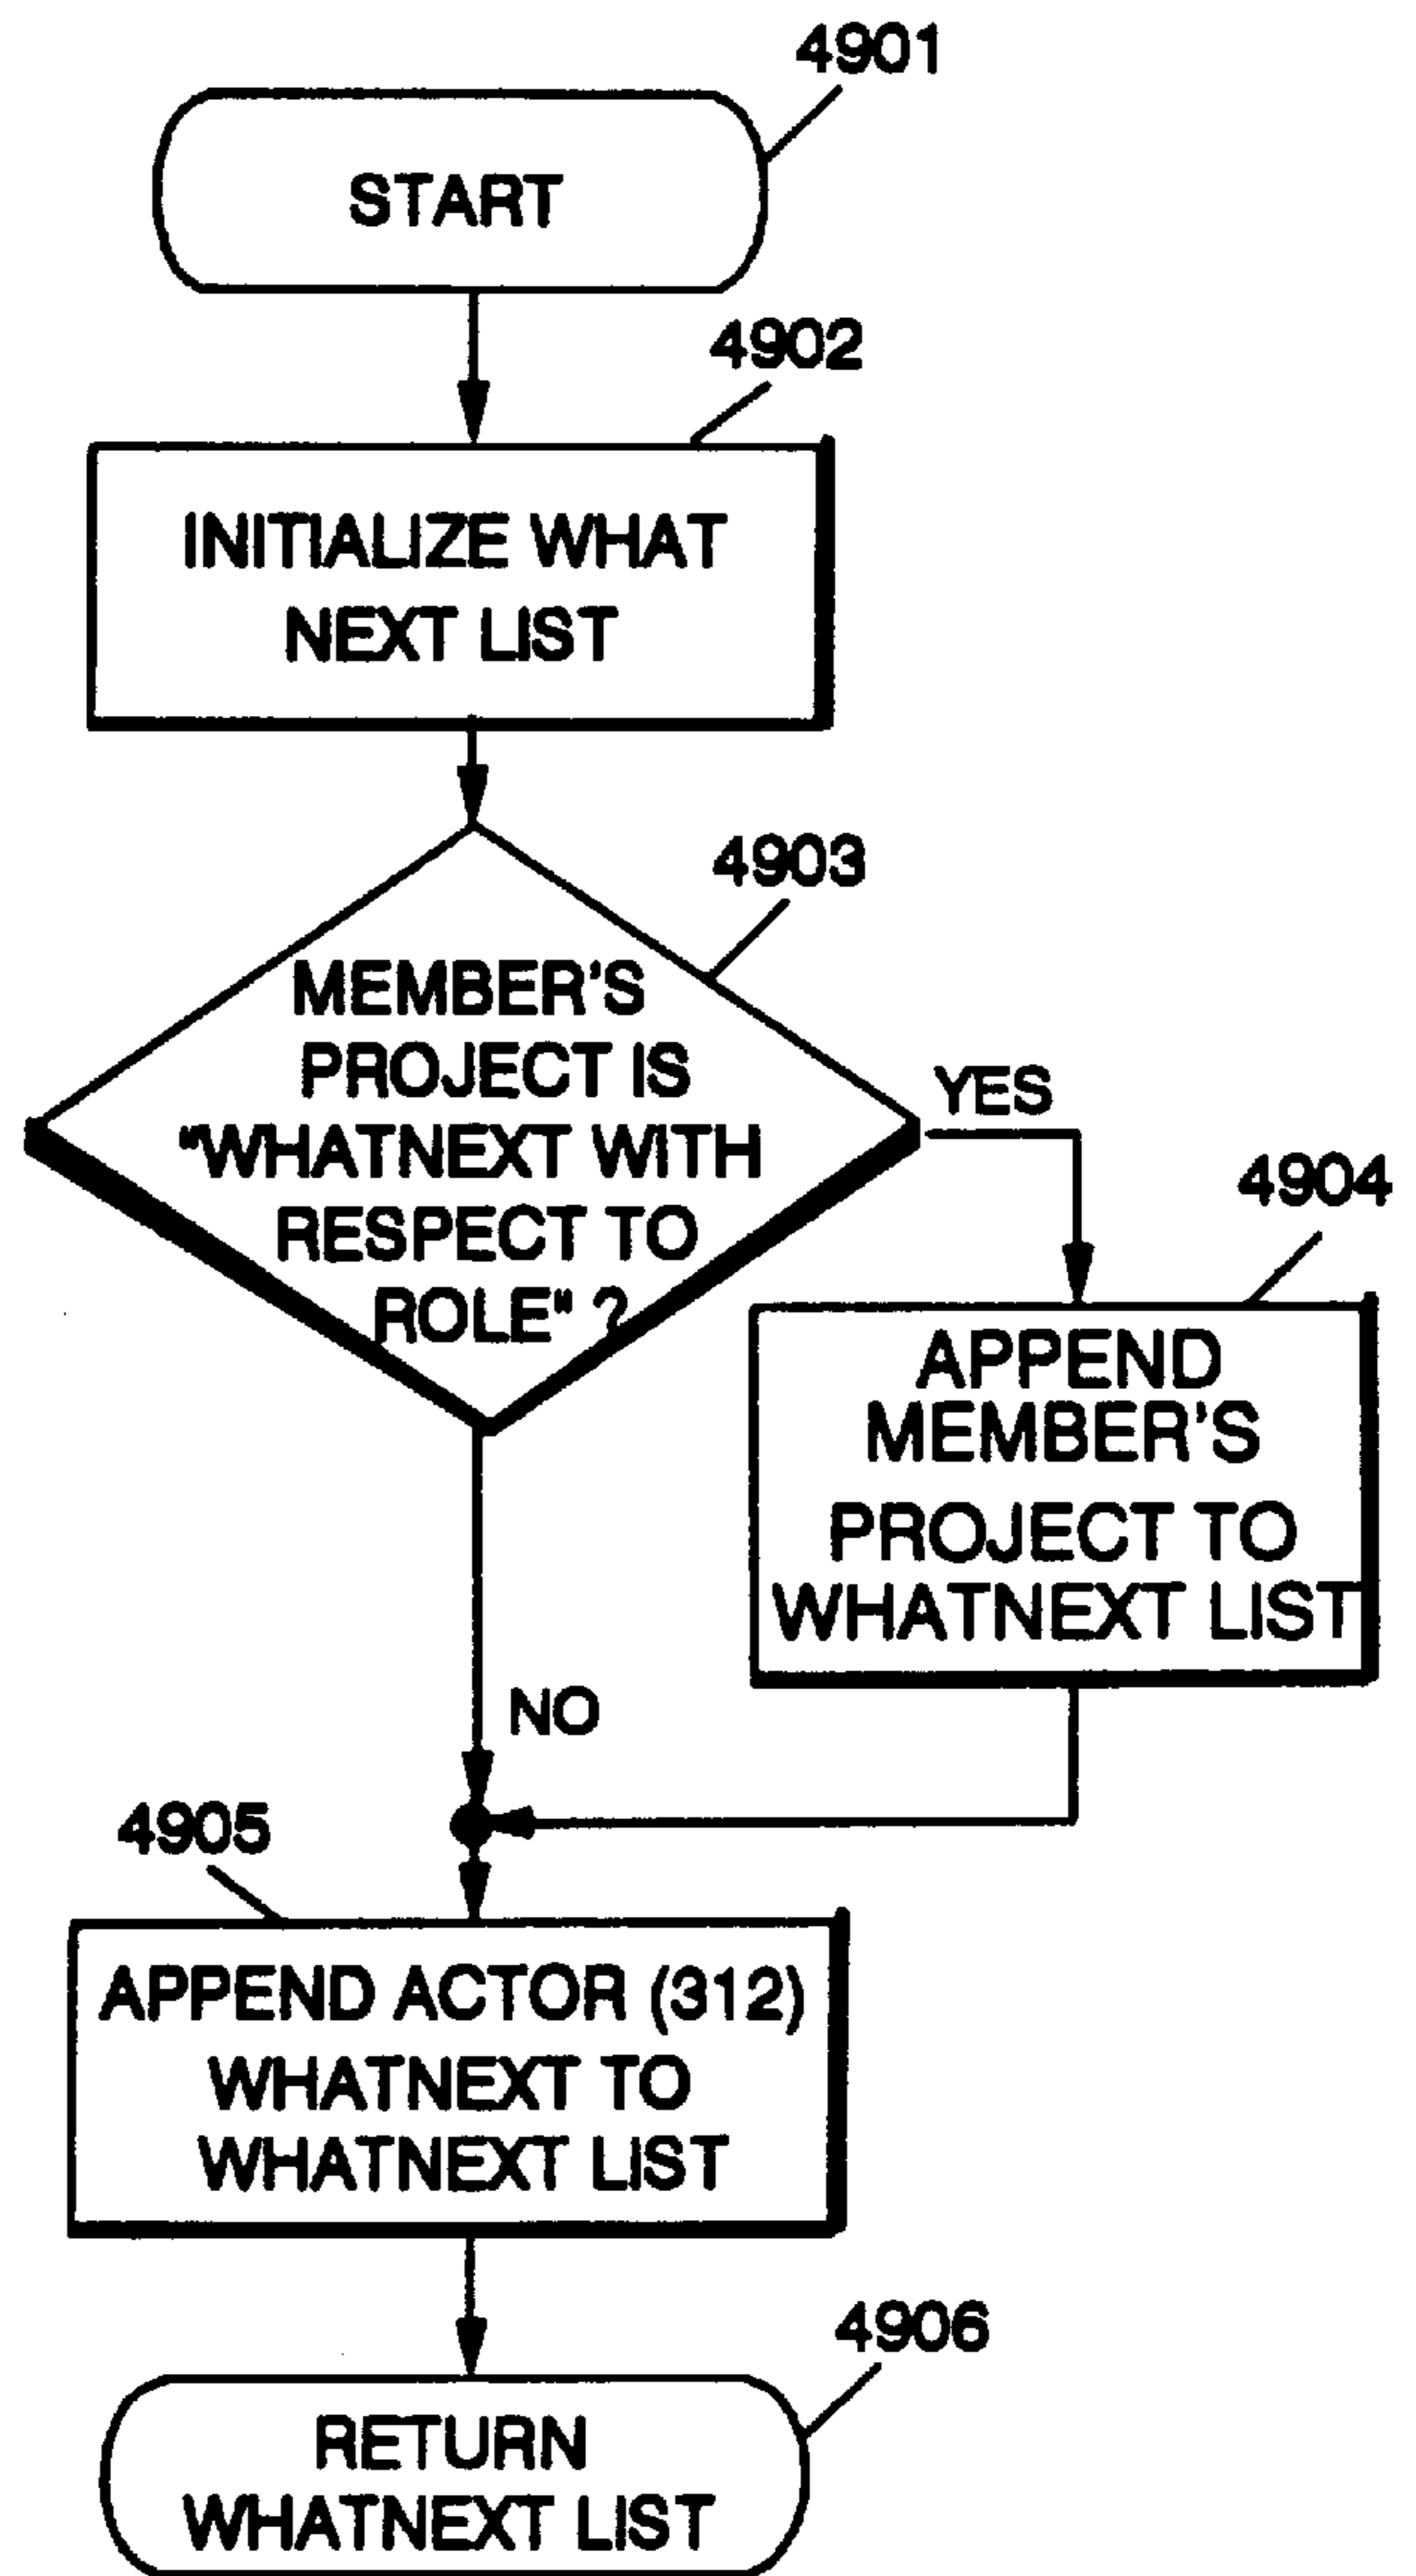 4901
START
4902
INITIALIZE WHAT
NEXT LIST
4903
MEMBER'S
PROJECT IS
"WHATNEXT WITH
RESPECT TO
ROLE" ?
YES
4904
APPEND
MEMBER'S
PROJECT TO
WHATNEXT LIST
NO
4905
APPEND ACTOR (312)
WHATNEXT TO
WHATNEXT LIST
4906
RETURN
WHATNEXT LIST